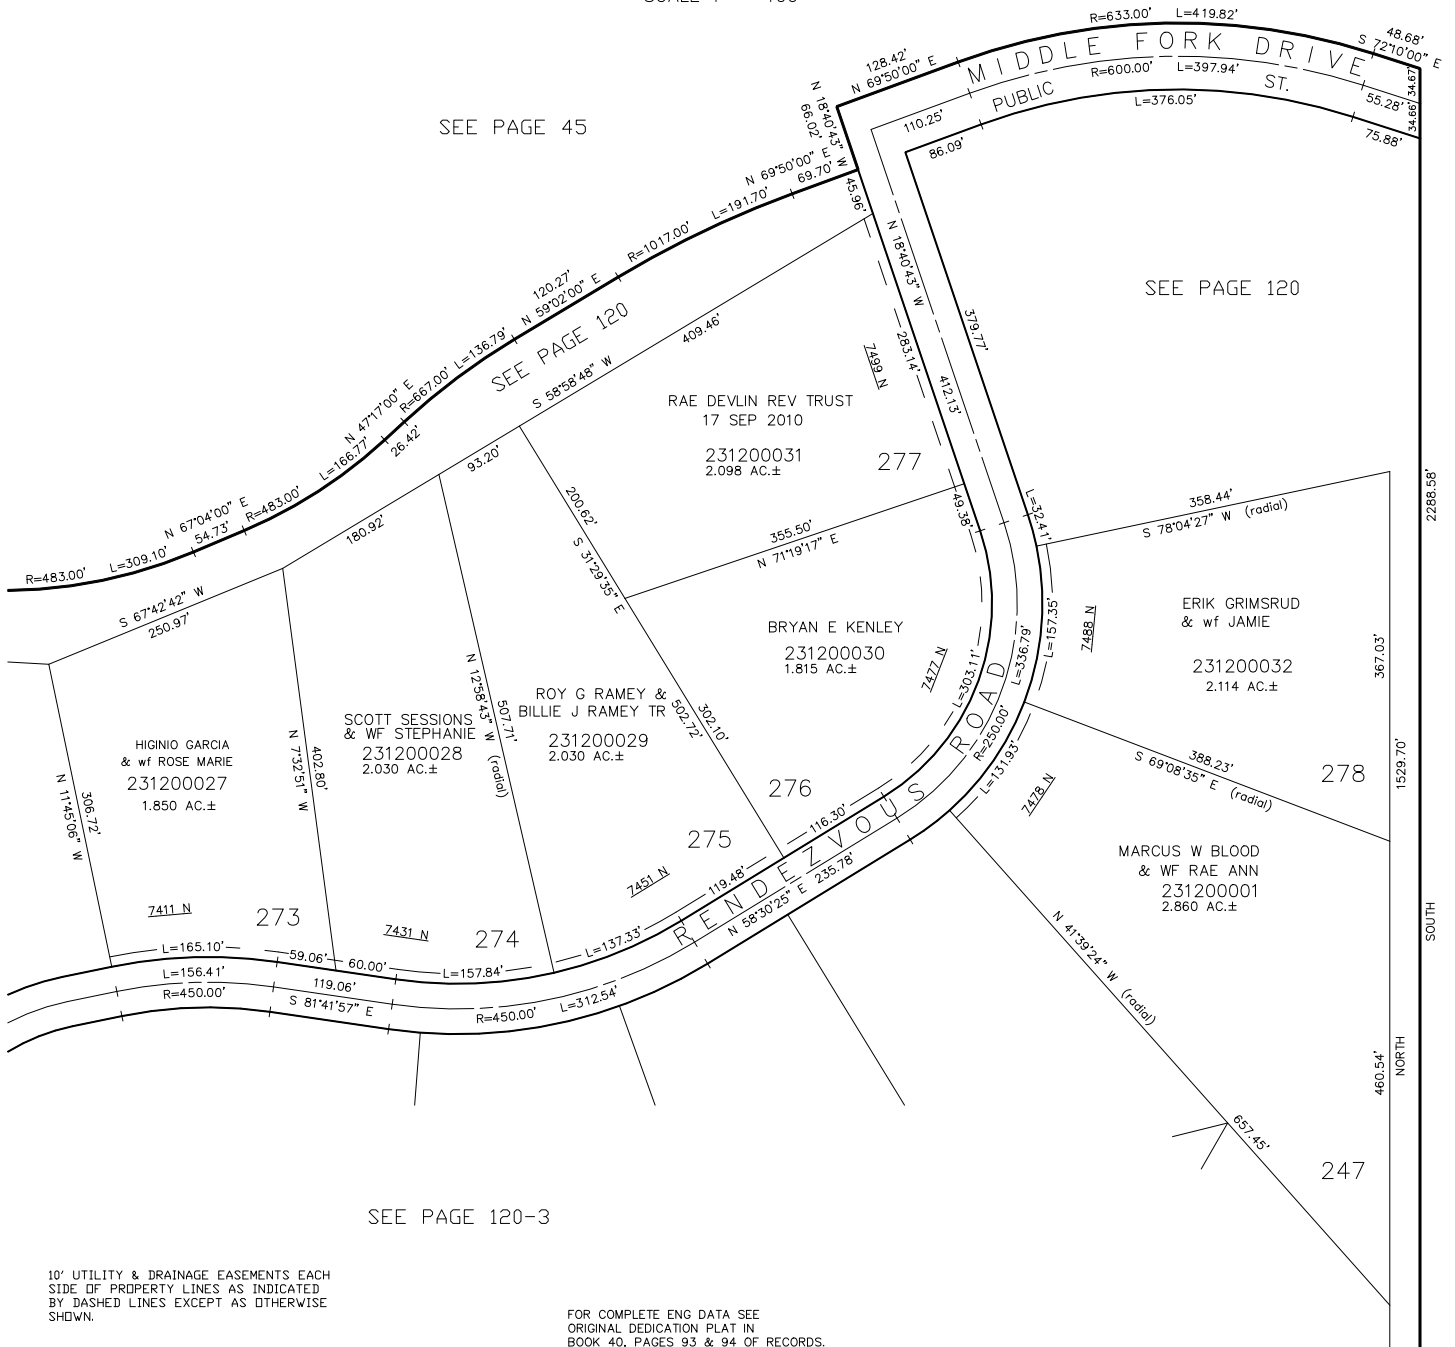 R=633.00' L=419.82'
48.68'
S 72°10'00" E
128.42'
N 69°50'00" E
MIDDLE FORK DRIVE
R=600.00' L=397.94'
PUBLIC ST.
L=376.05'
34.67'
55.28'
34.66'
75.88'
110.25'
86.09'
N 18°40'43" W
66.02'
SEE PAGE 45
N 69°50'00" E
69.70'
45.96'
L=191.70'
R=1017.00'
120.27'
N 59°02'00" E
SEE PAGE 120
409.46'
S 58°58'48" W
N 18°40'43" W
283.14'
379.77'
412.13'
7499 N
SEE PAGE 120
L=136.79'
R=667.00'
N 47°17'00" E
26.42'
L=166.77'
R=483.00'
N 67°04'00" E
54.73'
L=309.10'
R=483.00'
RAE DEVLIN REV TRUST
17 SEP 2010
231200031
2.098 AC.±
277
93.20'
180.92'
200.62'
S 31°29'35" E
355.50'
N 71°19'17" E
49.38'
L=32.41'
358.44'
S 78°04'27" W (radial)
2288.58'
S 67°42'42" W
250.97'
BRYAN E KENLEY
231200030
1.815 AC.±
7477 N
L=303.11'
L=336.79'
L=157.35'
7488 N
ERIK GRIMSRUD
& wf JAMIE
231200032
2.114 AC.±
367.03'
N 12°58'43" W (radial)
507.71'
ROY G RAMEY &
BILLIE J RAMEY TR
231200029
2.030 AC.±
302.10'
502.72'
SCOTT SESSIONS
& WF STEPHANIE
231200028
2.030 AC.±
HIGINIO GARCIA
& wf ROSE MARIE
231200027
1.850 AC.±
N 11°45'06" W
306.72'
N 7°32'51" W
402.80'
RENDEZVOUS ROAD
R=250.00'
L=131.93'
7478 N
388.23'
S 69°08'35" E (radial)
278
1529.70'
276
116.30'
275
119.48'
7451 N
N 58°30'25" E 235.78'
MARCUS W BLOOD
& WF RAE ANN
231200001
2.860 AC.±
7411 N
273
7431 N
274
L=137.33'
SOUTH
N 41°39'24" W (radial)
L=165.10'
59.06'
60.00'
L=157.84'
L=156.41'
R=450.00'
119.06'
S 81°41'57" E
R=450.00'
L=312.54'
460.54'
NORTH
657.45'
247
SEE PAGE 120-3
10' UTILITY & DRAINAGE EASEMENTS EACH
SIDE OF PROPERTY LINES AS INDICATED
BY DASHED LINES EXCEPT AS OTHERWISE
SHOWN.
FOR COMPLETE ENG DATA SEE
ORIGINAL DEDICATION PLAT IN
BOOK 40, PAGES 93 & 94 OF RECORDS.